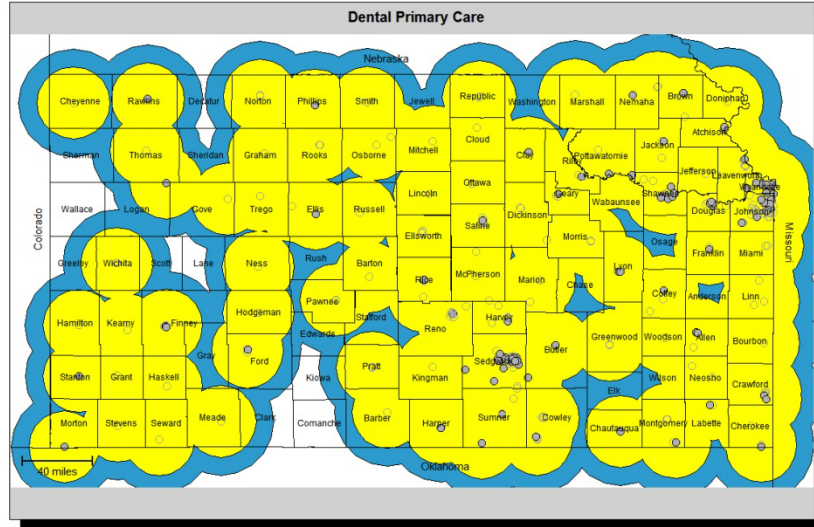 Dental Primary Care
Nebraska
Cheyenne
Rawlins
Decatur
Norton
Phillips
Smith
Jewell
Republic
Washington
Marshall
Nemaha
Brown
Doniphan
Atchison
Sherman
Thomas
Sheridan
Graham
Rooks
Osborne
Mitchell
Cloud
Clay
Riley
Pottawatomie
Jackson
Jefferson
Leavenworth
Wyandotte
Colorado
Wallace
Logan
Gove
Trego
Ellis
Russell
Lincoln
Ottawa
Dickinson
Geary
Wabaunsee
Shawnee
Douglas
Johnson
Missouri
Greeley
Wichita
Scott
Lane
Ness
Rush
Barton
Ellsworth
Saline
Morris
Osage
Franklin
Miami
Hamilton
Kearny
Finney
Hodgeman
Pawnee
Stafford
Rice
McPherson
Marion
Chase
Lyon
Coffey
Anderson
Linn
Gray
Ford
Edwards
Reno
Harvey
Sedgwick
Butler
Greenwood
Woodson
Allen
Bourbon
Stanton
Grant
Haskell
Kiowa
Pratt
Kingman
Elk
Wilson
Neosho
Crawford
Morton
Stevens
Seward
Meade
Clark
Comanche
Barber
Harper
Sumner
Cowley
Chautauqua
Montgomery
Labette
Cherokee
40 miles
Oklahoma